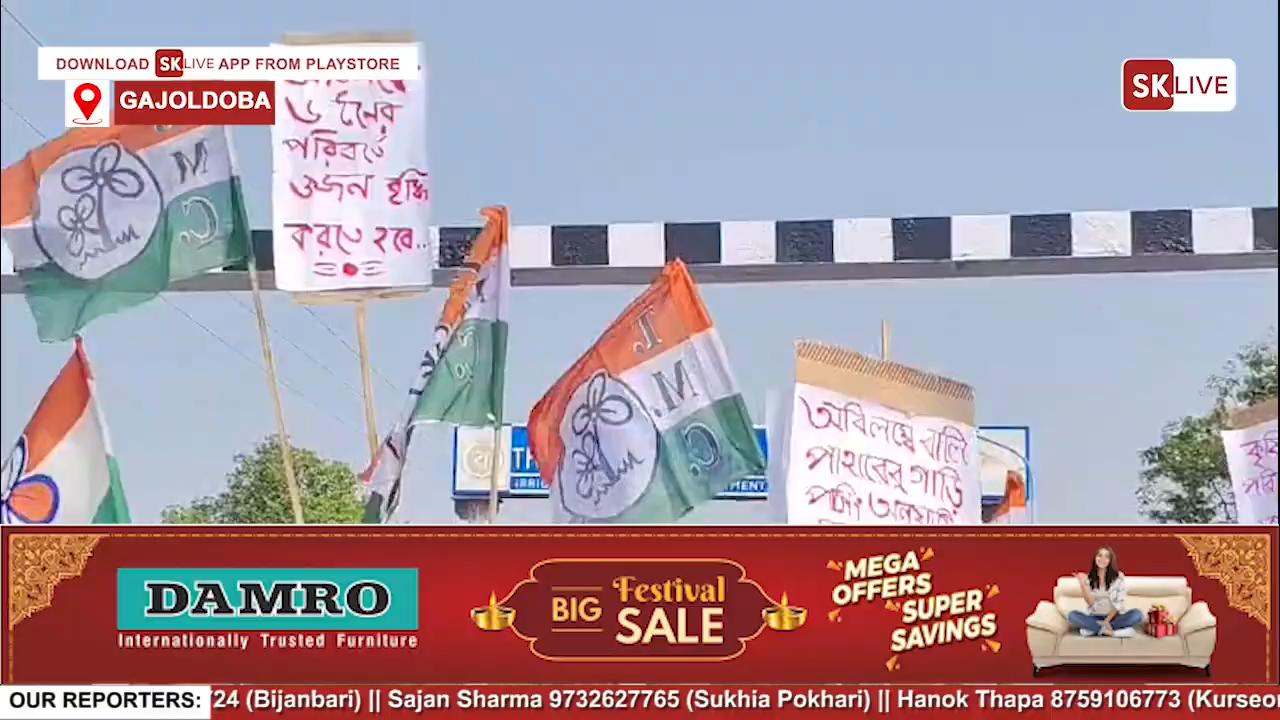 DOWNLOAD SK LIVE APP FROM PLAYSTORE
SK LIVE
GAJOLDOBA
পরিবর্তে
ওজন বৃদ্ধি
করতে হবে..
M
C
I
M.
C
অবিলম্বে বালি
পাথরের গাড়ি
MENT
DAMRO
Internationally Trusted Furniture
BIG Festival SALE
MEGA OFFERS
SUPER SAVINGS
OUR REPORTERS: 724 (Bijanbari) || Sajan Sharma 9732627765 (Sukhia Pokhari) || Hanok Thapa 8759106773 (Kurseo